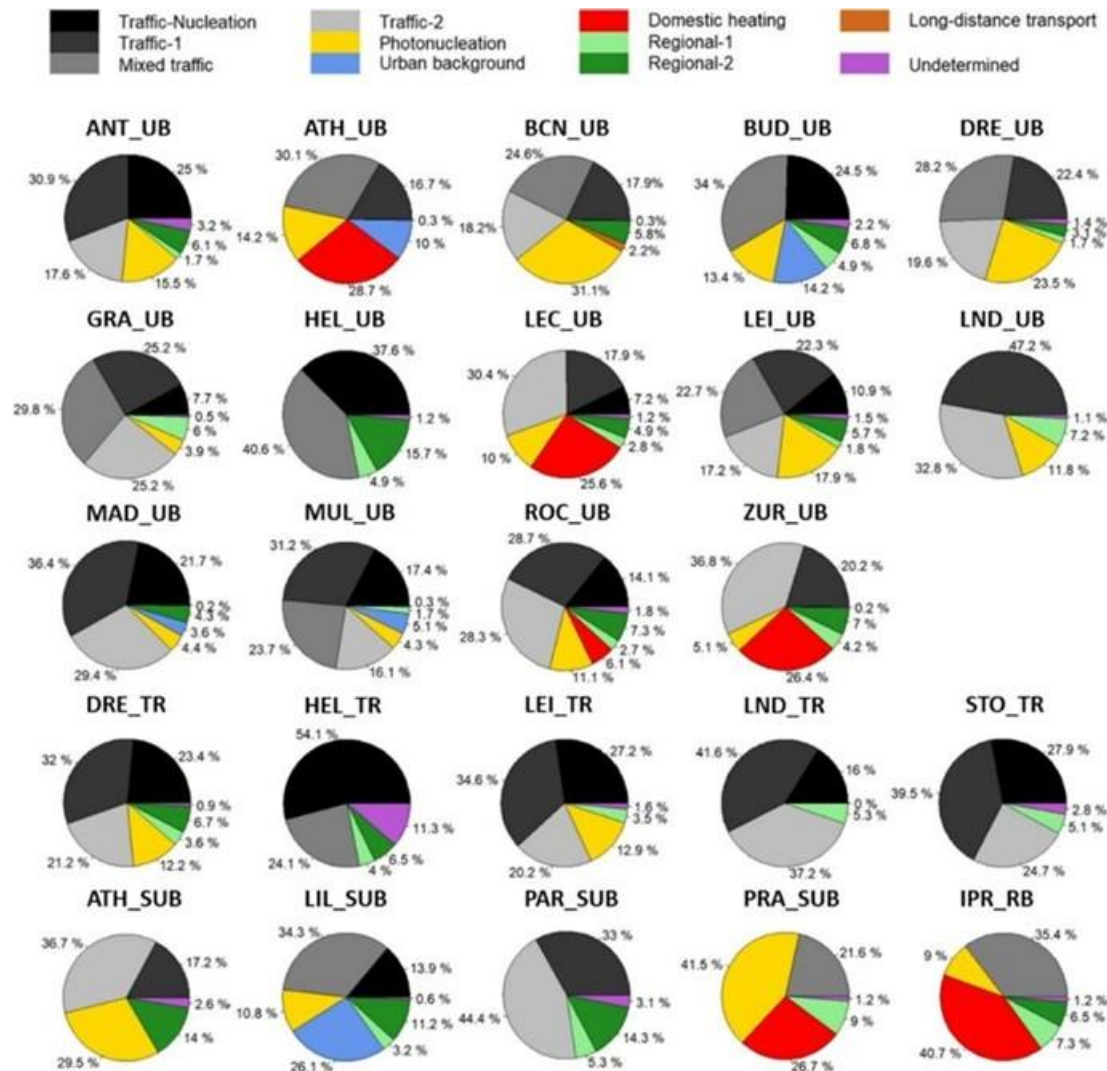 Traffic-Nucleation Traffic-2 Domestic heating Long-distance transport
Traffic-1 Photonucleation Regional-1
Mixed traffic Urban background Regional-2 Undetermined
ANT_UB ATH_UB BCN_UB BUD_UB DRE_UB
30.9 % 25 % 3.2 % 6.1 % 1.7 % 15.5 % 17.6 %
30.1 % 16.7 % 0.3 % 10 % 28.7 % 14.2 %
24.6% 17.9% 0.3% 5.8% 2.2% 31.1% 18.2%
34 % 24.5 % 2.2 % 6.8 % 4.9 % 14.2 % 13.4 %
28.2 % 22.4 % 1.4 % 1.7 % 23.5 % 19.6 %
GRA_UB HEL_UB LEC_UB LEI_UB LND_UB
25.2 % 7.7 % 0.5 % 6 % 3.9 % 25.2 % 29.8 %
37.6 % 1.2 % 15.7 % 4.9 % 40.6 %
30.4 % 17.9 % 7.2 % 1.2 % 4.9 % 2.8 % 25.6 % 10 %
22.3 % 10.9 % 1.5 % 5.7 % 1.8 % 17.9 % 17.2 % 22.7 %
47.2 % 1.1 % 7.2 % 11.8 % 32.8 %
MAD_UB MUL_UB ROC_UB ZUR_UB
36.4 % 21.7 % 0.2 % 4.3 % 3.6 % 4.4 % 29.4 %
31.2 % 17.4 % 0.3 % 1.7 % 5.1 % 4.3 % 16.1 % 23.7 %
28.7 % 14.1 % 1.8 % 7.3 % 2.7 % 6.1 % 11.1 % 28.3 %
36.8 % 20.2 % 0.2 % 7 % 4.2 % 26.4 % 5.1 %
DRE_TR HEL_TR LEI_TR LND_TR STO_TR
32 % 23.4 % 0.9 % 6.7 % 3.6 % 12.2 % 21.2 %
54.1 % 11.3 % 6.5 % 4 % 24.1 %
34.6 % 27.2 % 1.6 % 3.5 % 12.9 % 20.2 %
41.6 % 16 % 0 % 5.3 % 37.2 %
39.5 % 27.9 % 2.8 % 5.1 % 24.7 %
ATH_SUB LIL_SUB PAR_SUB PRA_SUB IPR_RB
36.7 % 17.2 % 2.6 % 14 % 29.5 %
34.3 % 13.9 % 0.6 % 11.2 % 3.2 % 26.1 % 10.8 %
33 % 3.1 % 14.3 % 5.3 % 44.4 %
41.5 % 21.6 % 1.2 % 9 % 26.7 %
9 % 35.4 % 1.2 % 6.5 % 7.3 % 40.7 %